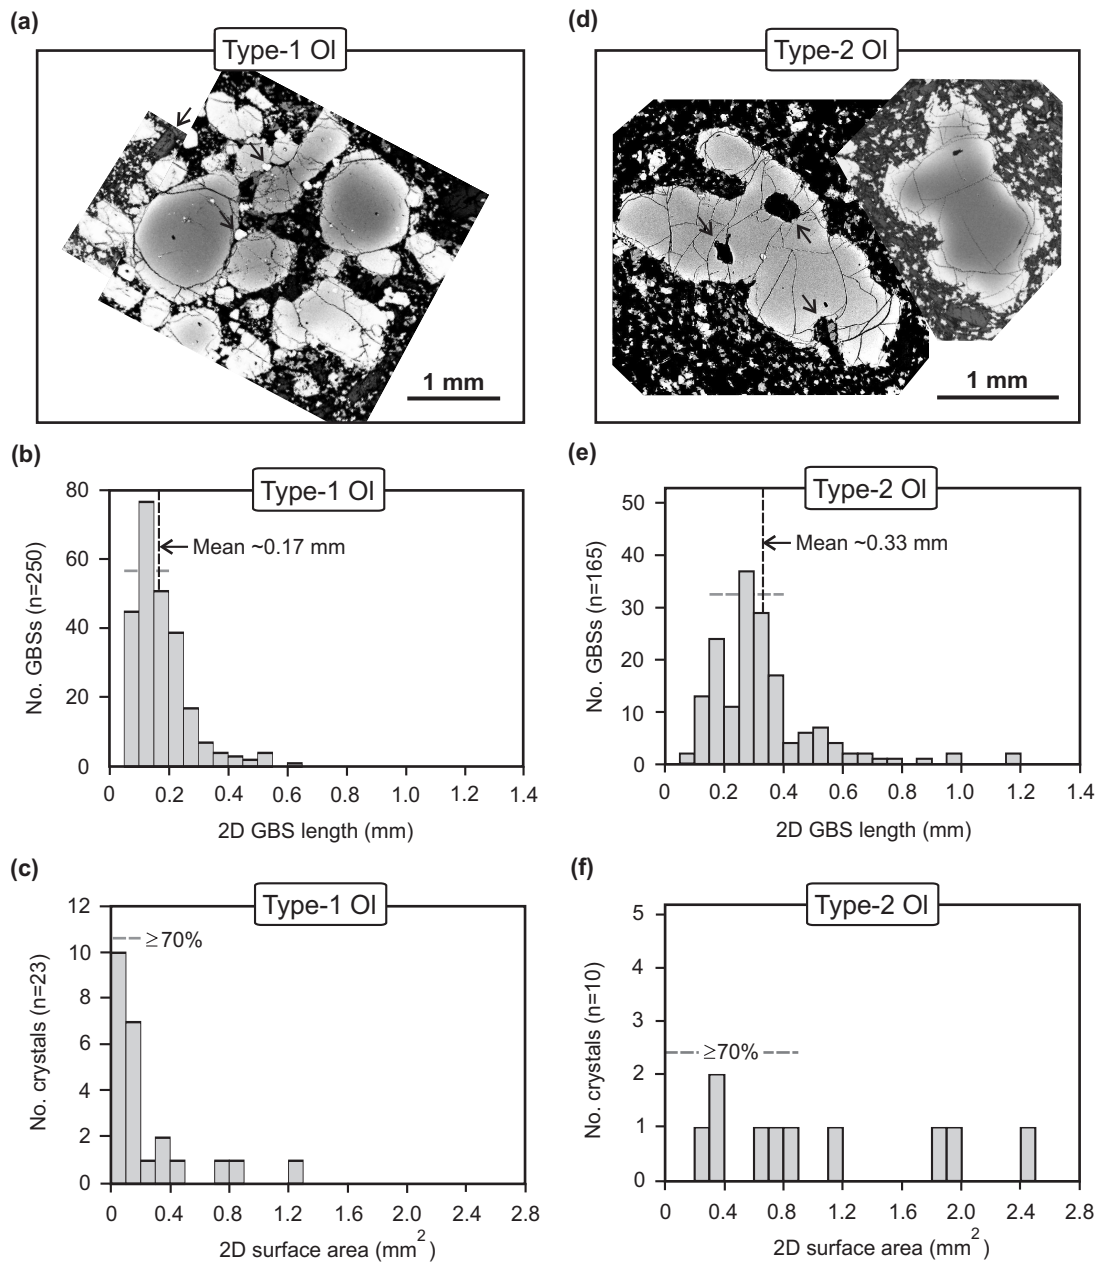 (a)
Type-1 Ol
1 mm
(d)
Type-2 Ol
1 mm
(b)
Type-1 Ol
80
60
40
20
0
No. GBSs (n=250)
Mean ~0.17 mm
0 0.2 0.4 0.6 0.8 1.0 1.2 1.4
2D GBS length (mm)
(e)
Type-2 Ol
50
40
30
20
10
0
No. GBSs (n=165)
Mean ~0.33 mm
0 0.2 0.4 0.6 0.8 1.0 1.2 1.4
2D GBS length (mm)
(c)
Type-1 Ol
12
10
8
6
4
2
0
No. crystals (n=23)
≥70%
0 0.4 0.8 1.2 1.6 2.0 2.4 2.8
2D surface area (mm²)
(f)
Type-2 Ol
5
4
3
2
1
0
No. crystals (n=10)
≥70%
0 0.4 0.8 1.2 1.6 2.0 2.4 2.8
2D surface area (mm²)